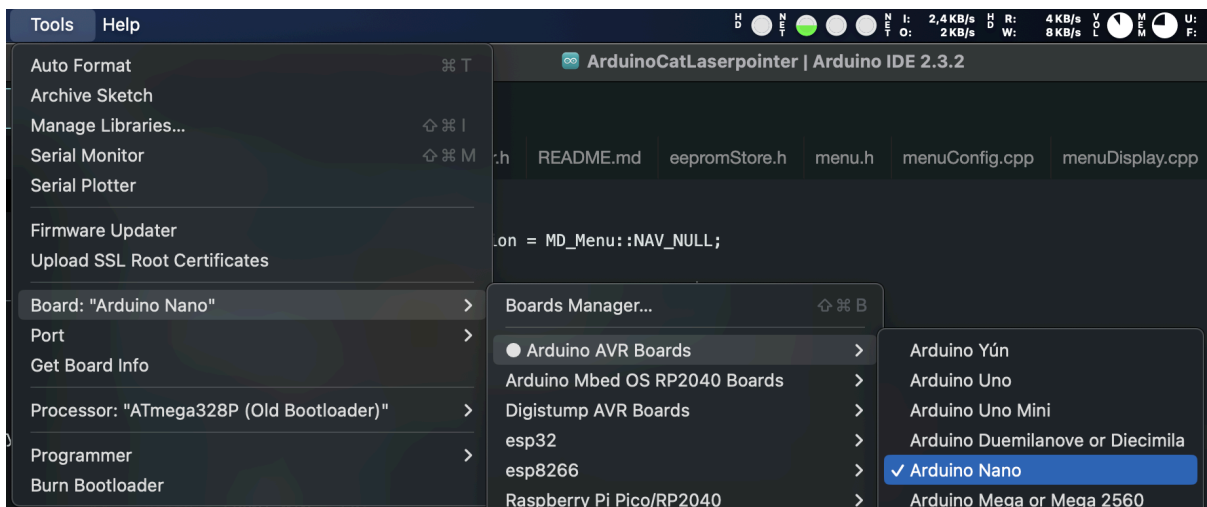 Tools Help
H D N E T N E T I: 2,4 KB/s O: 2 KB/s H D R: 4 KB/s W: 8 KB/s V O L M E M U: F:
ArduinoCatLaserpointer | Arduino IDE 2.3.2
Auto Format ⌘ T
Archive Sketch
Manage Libraries... ⇧ ⌘ I
Serial Monitor ⇧ ⌘ M
Serial Plotter
Firmware Updater
Upload SSL Root Certificates
Board: "Arduino Nano" >
Port >
Get Board Info
Processor: "ATmega328P (Old Bootloader)" >
Programmer >
Burn Bootloader
r.h README.md eepromStore.h menu.h menuConfig.cpp menuDisplay.cpp
ion = MD_Menu::NAV_NULL;
Boards Manager... ⇧ ⌘ B
Arduino AVR Boards >
Arduino Mbed OS RP2040 Boards >
Digistump AVR Boards >
esp32 >
esp8266 >
Raspberry Pi Pico/RP2040 >
Arduino Yún
Arduino Uno
Arduino Uno Mini
Arduino Duemilanove or Diecimila
✓ Arduino Nano
Arduino Mega or Mega 2560